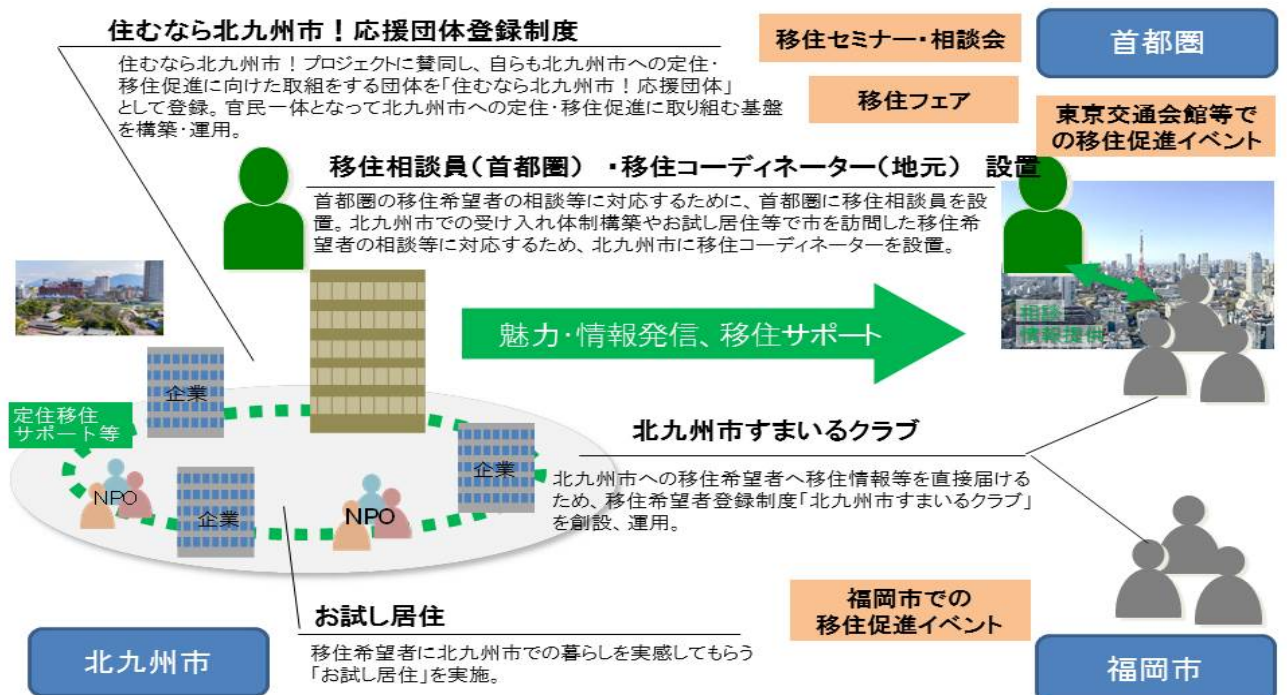 住むなら北九州市！応援団体登録制度
住むなら北九州市！プロジェクトに賛同し、自らも北九州市への定住・
移住促進に向けた取組をする団体を「住むなら北九州市！応援団体」
として登録。官民一体となって北九州市への定住・移住促進に取り組む基盤
を構築・運用。
移住セミナー・相談会
移住フェア
首都圏
東京交通会館等で
の移住促進イベント
移住相談員（首都圏）・移住コーディネーター（地元）　設置
首都圏の移住希望者の相談等に対応するために、首都圏に移住相談員を設
置。北九州市での受け入れ体制構築やお試し居住等で市を訪問した移住希
望者の相談等に対応するため、北九州市に移住コーディネーターを設置。
魅力・情報発信、移住サポート
相談
情報提供
企業
定住移住
サポート等
企業
NPO
企業
NPO
北九州市すまいるクラブ
北九州市への移住希望者へ移住情報等を直接届ける
ため、移住希望者登録制度「北九州市すまいるクラブ」
を創設、運用。
お試し居住
移住希望者に北九州市での暮らしを実感してもらう
「お試し居住」を実施。
福岡市での
移住促進イベント
北九州市
福岡市